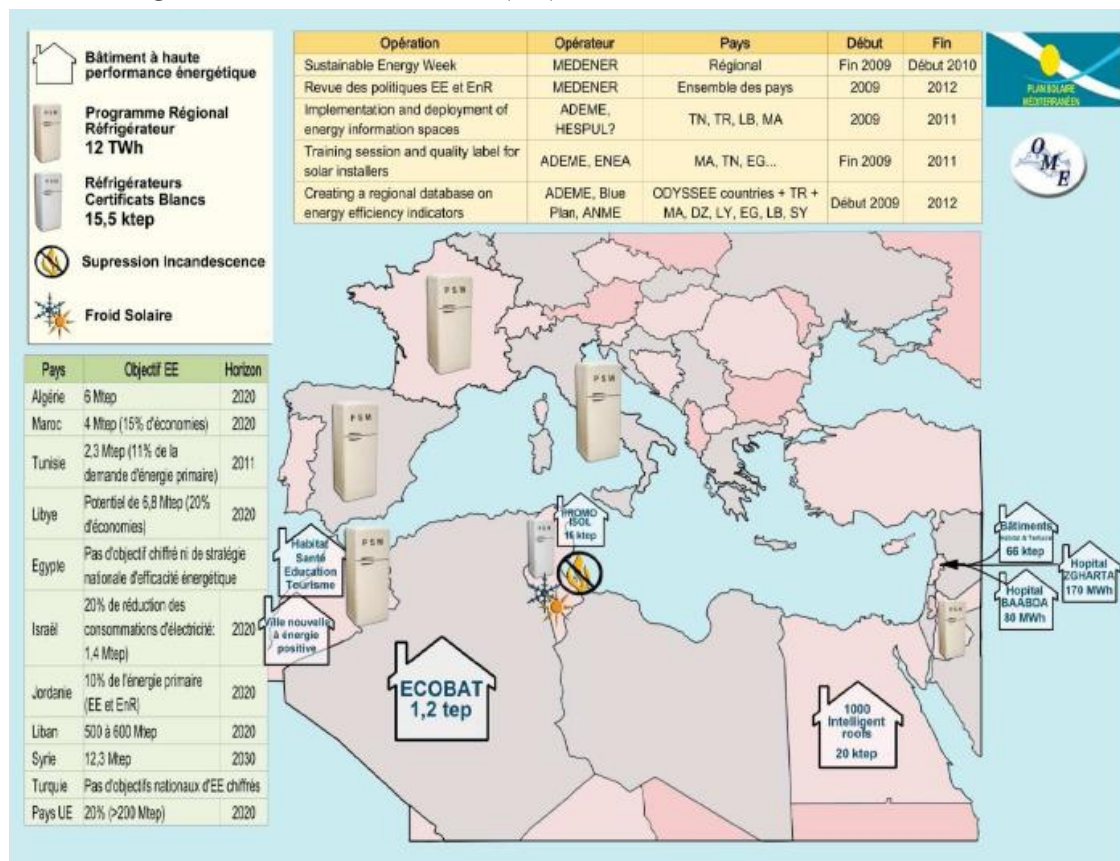 Bâtiment à haute
performance énergétique
Programme Régional
Réfrigérateur
12 TWh
Réfrigérateurs
Certificats Blancs
15,5 ktep
Supression Incandescence
Froid Solaire
Opération Opérateur Pays Début Fin
Sustainable Energy Week MEDENER Régional Fin 2009 Début 2010
Revue des politiques EE et EnR MEDENER Ensemble des pays 2009 2012
Implementation and deployment of
energy information spaces ADEME,
HESPUL? TN, TR, LB, MA 2009 2011
Training session and quality label for
solar installers ADEME, ENEA MA, TN, EG... Fin 2009 2011
Creating a regional database on
energy efficiency indicators ADEME, Blue
Plan, ANME ODYSSEE countries + TR +
MA, DZ, LY, EG, LB, SY Début 2009 2012
PLAN SOLAIRE
MÉDITERRANÉEN
OME
Pays Objectif EE Horizon
Algérie 6 Mtep 2020
Maroc 4 Mtep (15% d'économies) 2020
Tunisie 2,3 Mtep (11% de la
demande d'énergie primaire) 2011
Libye Potentiel de 6,8 Mtep (20%
d'économies) 2020
Egypte Pas d'objectif chiffré ni de stratégie
nationale d'efficacité énergétique
Israël 20% de réduction des
consommations d'électricité:
1,4 Mtep) 2020
Jordanie 10% de l'énergie primaire
(EE et EnR) 2020
Liban 500 à 600 Mtep 2020
Syrie 12,3 Mtep 2030
Turquie Pas d'objectifs nationaux d'EE chiffrés
Pays UE 20% (>200 Mtep) 2020
PSM
PSM
PSM
PSM
PSM
PSM
PSM
PSM
Habitat
Santé
Education
Tourisme
Ville nouvelle
à énergie
positive
PROMO
ISOL
16 ktep
ECOBAT
1,2 tep
1000
Intelligent
roofs
20 ktep
Bâtiments
66 ktep
Hopital
ZGHARTA
170 MWh
Hopital
BAABDA
80 MWh